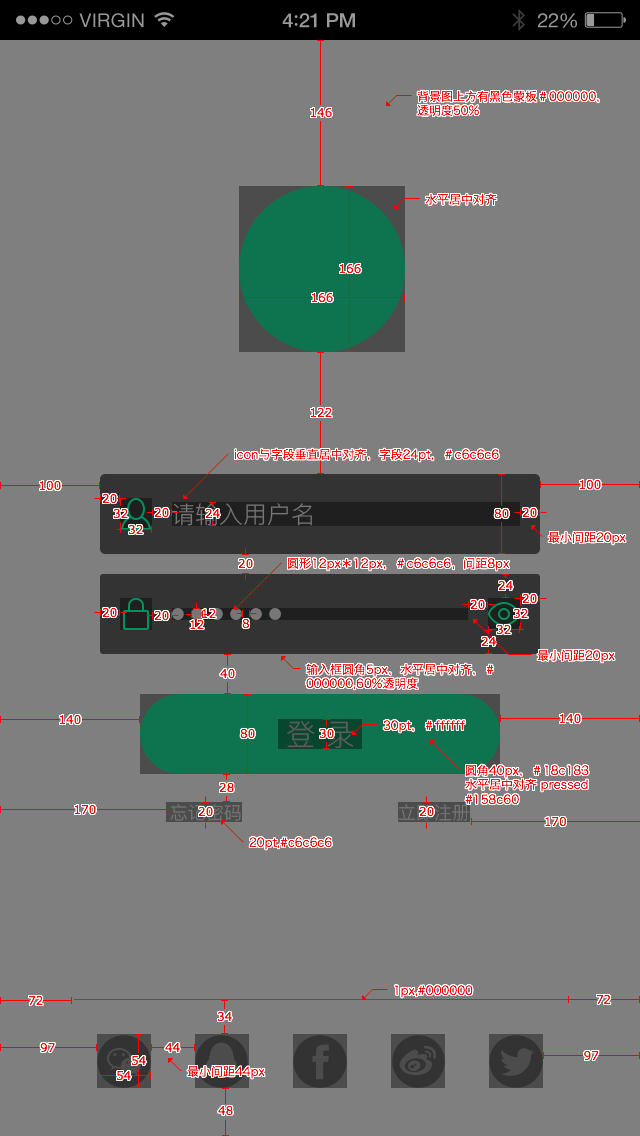 VIRGIN 4:21 PM 22%
146
背景图上方有黑色蒙板＃000000，
透明度50%
水平居中对齐
166
166
122
icon与字段垂直居中对齐，字段24pt，＃c6c6c6
100
100
20
32
32
20
请输入用户名
24
80
20
最小间距20px
20
圆形12px＊12px，＃c6c6c6，间距8px
24
20
20
12
12
8
20
20
32
32
24
最小间距20px
40
输入框圆角5px，水平居中对齐，＃
000000,60%透明度
140
140
80
登 录
30
30pt，＃ffffff
圆角40px，＃18c183
水平居中对齐 pressed
#158c60
28
170
忘记密码
20
立即注册
20
170
20pt,#c6c6c6
1px,#000000
72
72
34
97
44
54
54
最小间距44px
97
48